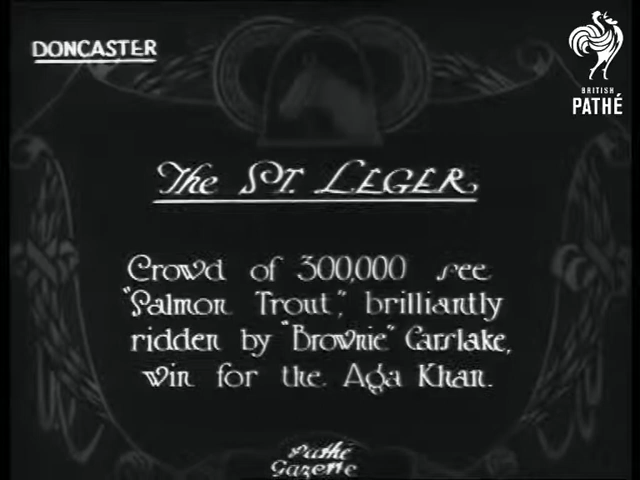 DONCASTER
BRITISH
PATHÉ
The ST. LEGER.
Crowd of 300,000 see
"Salmon Trout", brilliantly
ridden by "Brownie" Carslake,
win for the Aga Khan.
Pathé
Gazette